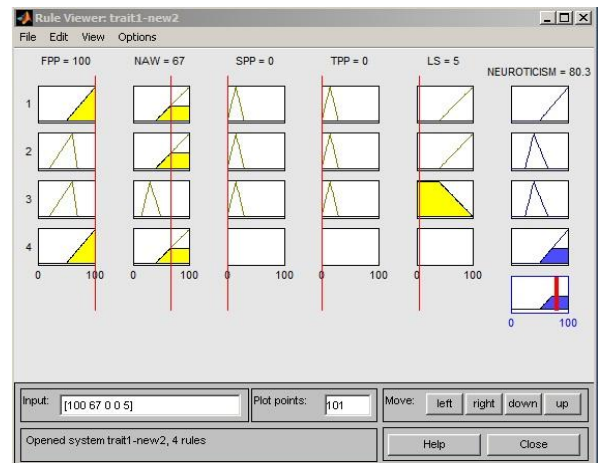 Rule Viewer: trait1-new2
File Edit View Options
FPP = 100 NAW = 67 SPP = 0 TPP = 0 LS = 5 NEUROTICISM = 80.3
1
2
3
4
0 100 0 100 0 100 0 100 0 100
0 100
Input: [100 67 0 0 5] Plot points: 101 Move: left right down up
Opened system trait1-new2, 4 rules Help Close